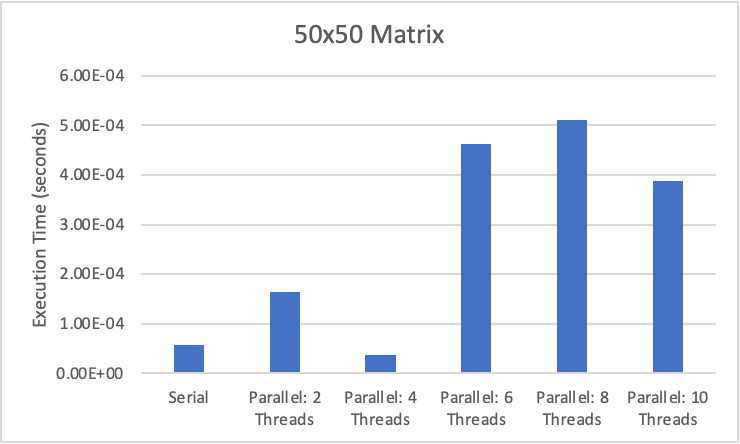 50x50 Matrix
Execution Time (seconds)
6.00E-04
5.00E-04
4.00E-04
3.00E-04
2.00E-04
1.00E-04
0.00E+00
Serial
Parallel: 2
Threads
Parallel: 4
Threads
Parallel: 6
Threads
Parallel: 8
Threads
Parallel: 10
Threads